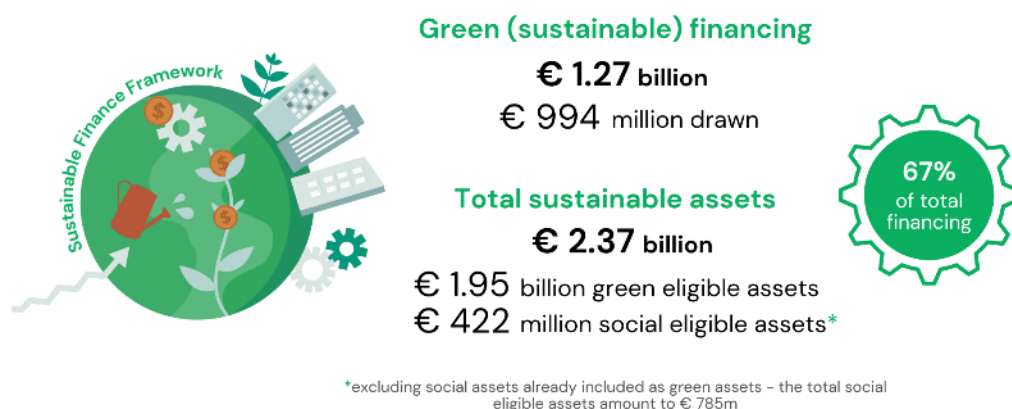 Sustainable Finance Framework
Green (sustainable) financing
€ 1.27 billion
€ 994 million drawn
67%
of total
financing
Total sustainable assets
€ 2.37 billion
€ 1.95 billion green eligible assets
€ 422 million social eligible assets*
*excluding social assets already included as green assets – the total social
eligible assets amount to € 785m
$
$
$